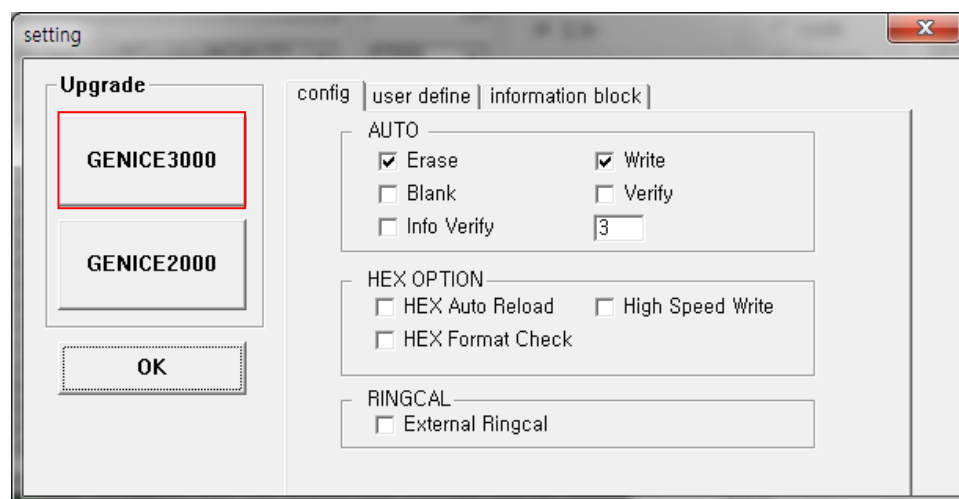 setting
Upgrade
GENICE3000
GENICE2000
OK
config user define information block
AUTO
Erase Write
Blank Verify
Info Verify 3
HEX OPTION
HEX Auto Reload High Speed Write
HEX Format Check
RINGCAL
External Ringcal